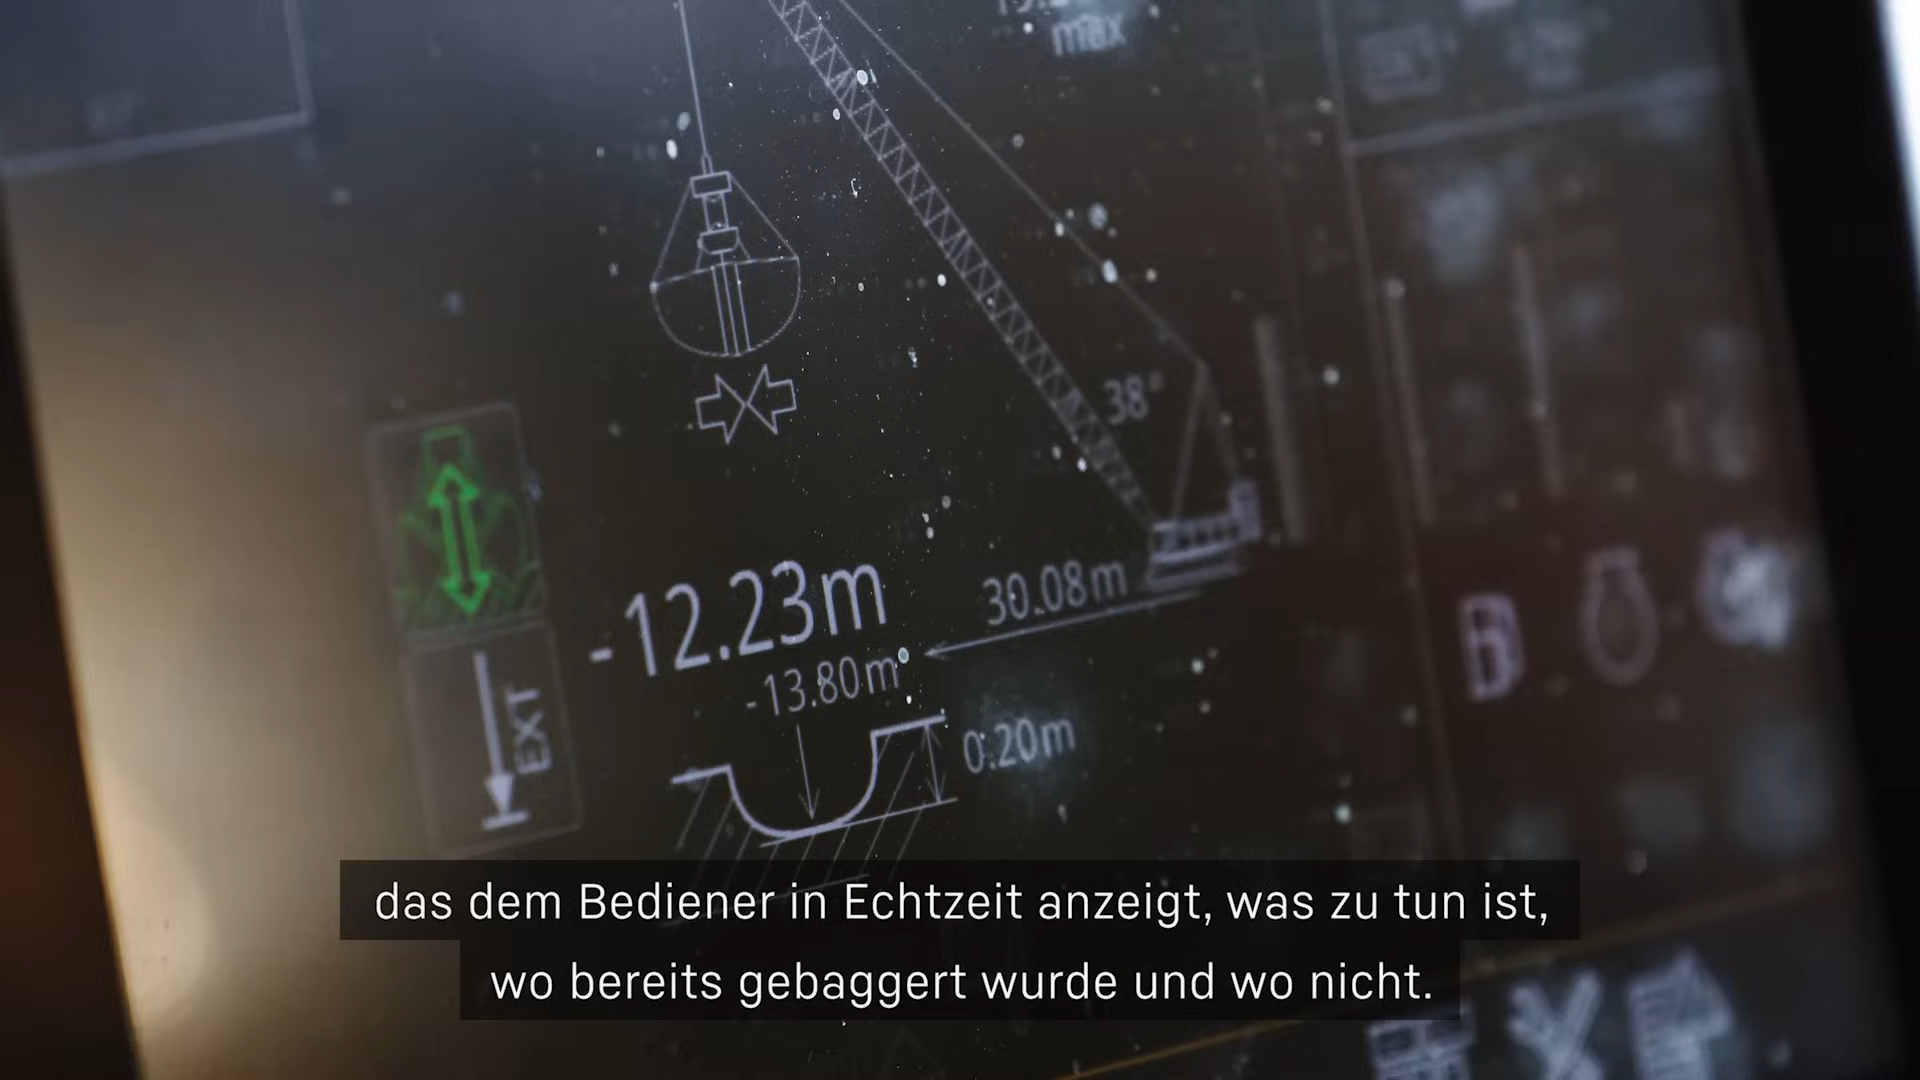 max
38°
-12.23m
30.08m
-13.80m
0.20m
EXT
das dem Bediener in Echtzeit anzeigt, was zu tun ist,
wo bereits gebaggert wurde und wo nicht.